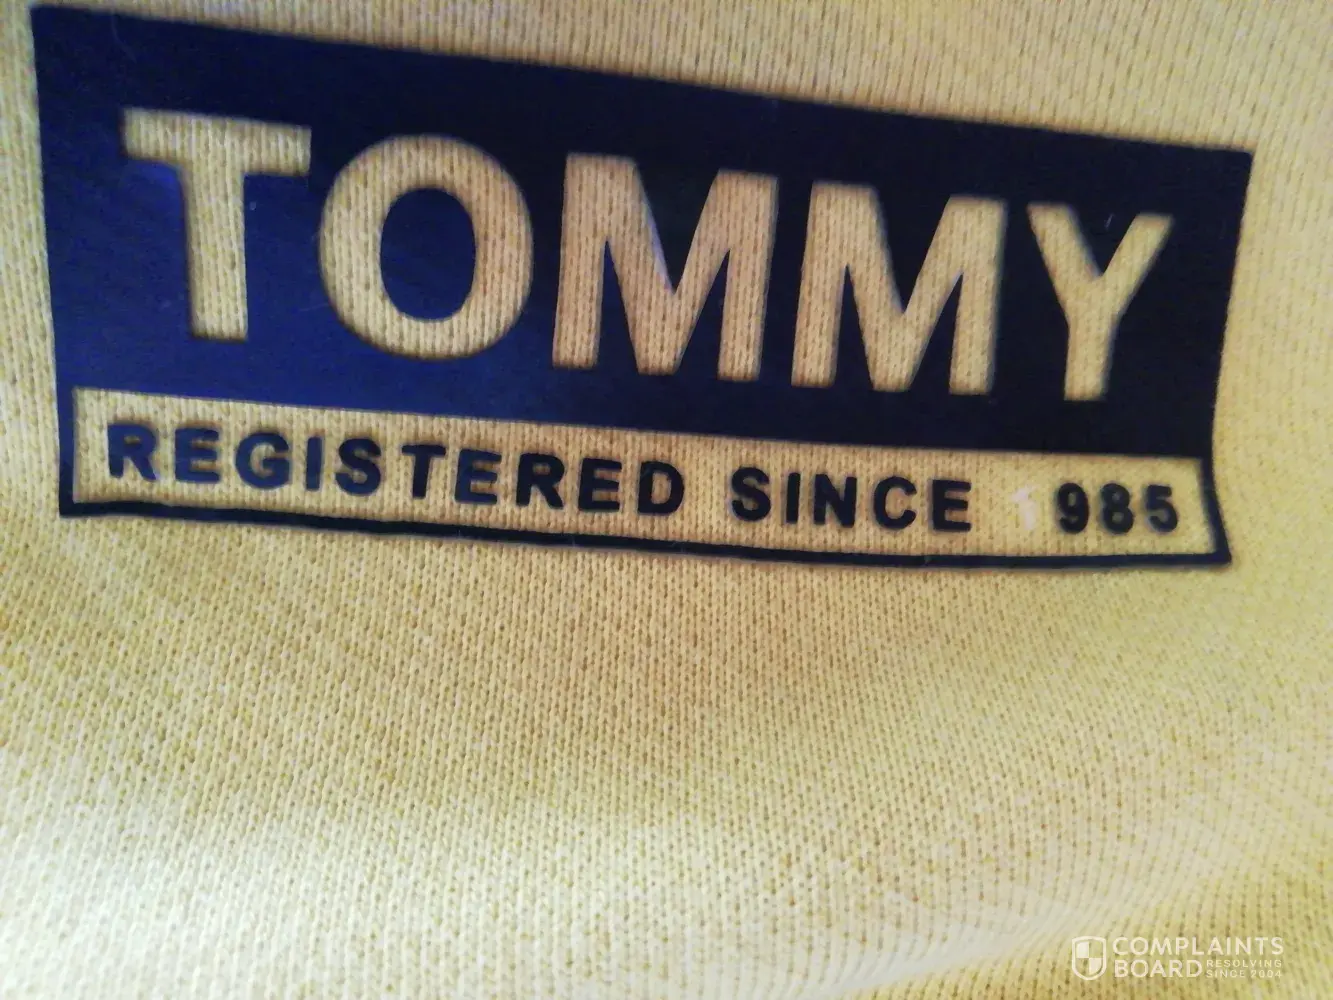 TOMMY
REGISTERED SINCE 1985
COMPLAINTS
BOARD RESOLVING
SINCE 2004